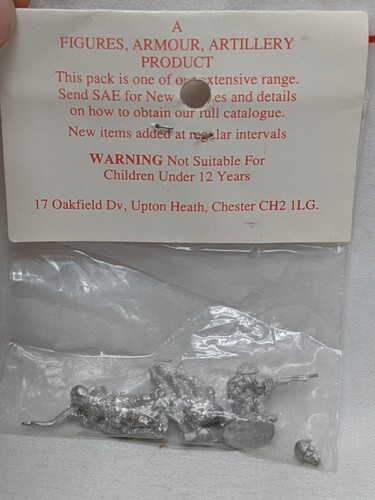 A
FIGURES, ARMOUR, ARTILLERY
PRODUCT
This pack is one of our extensive range.
Send SAE for New and details
on how to obtain our full catalogue.
New items added at regular intervals
WARNING Not Suitable For
Children Under 12 Years
17 Oakfield Dv, Upton Heath, Chester CH2 1LG.